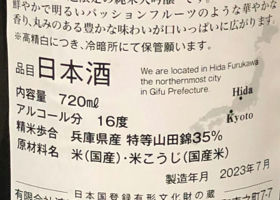 鮮やかで明るいパッションフルーツのような華やかな
香り、丸みのある豊かな味わいが口いっぱいに広がります。
※高精白につき、冷暗所にて保管願います。
品目 日本酒
We are located in Hida Furukawa
the northernmost city
in Gifu Prefecture.
Hida
Kyoto
内容量 720mℓ
アルコール分 16度
精米歩合 兵庫県産 特等山田錦35%
原材料名 米(国産)・米こうじ(国産米)
製造年月 2023年7月
日本国登録有形文化財の蔵
有限会社